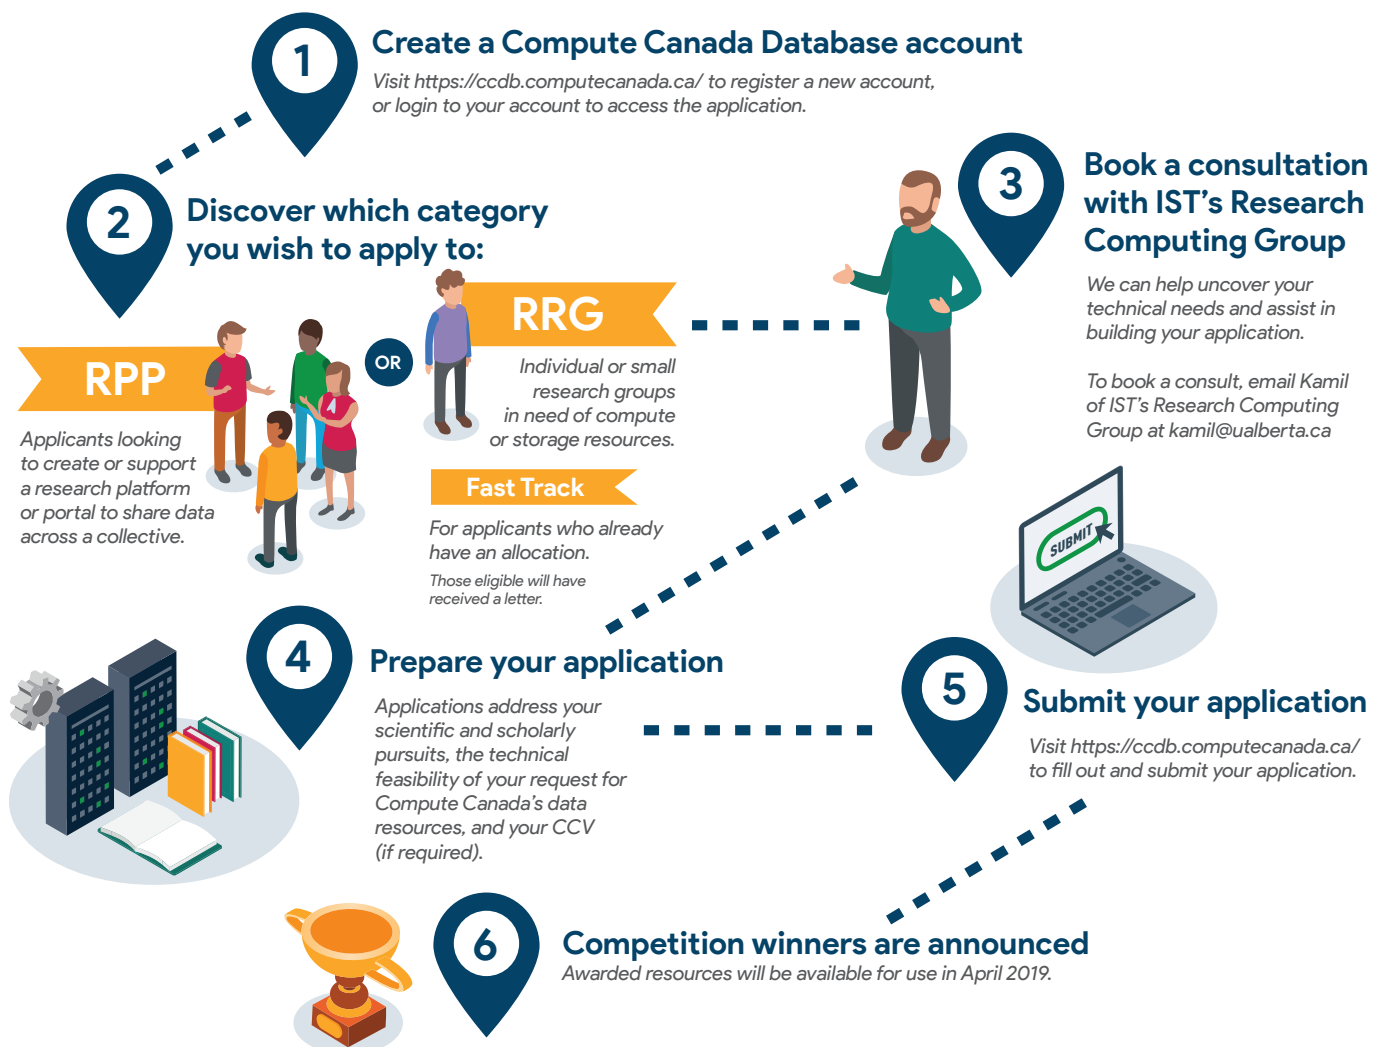 1
Create a Compute Canada Database account
Visit https://ccdb.computecanada.ca/ to register a new account,
or login to your account to access the application.
2
Discover which category
you wish to apply to:
RPP
Applicants looking
to create or support
a research platform
or portal to share data
across a collective.
OR
RRG
Individual or small
research groups
in need of compute
or storage resources.
Fast Track
For applicants who already
have an allocation.
Those eligible will have
received a letter.
3
Book a consultation
with IST's Research
Computing Group
We can help uncover your
technical needs and assist in
building your application.
To book a consult, email Kamil
of IST's Research Computing
Group at kamil@ualberta.ca
4
Prepare your application
Applications address your
scientific and scholarly
pursuits, the technical
feasibility of your request for
Compute Canada's data
resources, and your CCV
(if required).
SUBMIT
5
Submit your application
Visit https://ccdb.computecanada.ca/
to fill out and submit your application.
6
Competition winners are announced
Awarded resources will be available for use in April 2019.